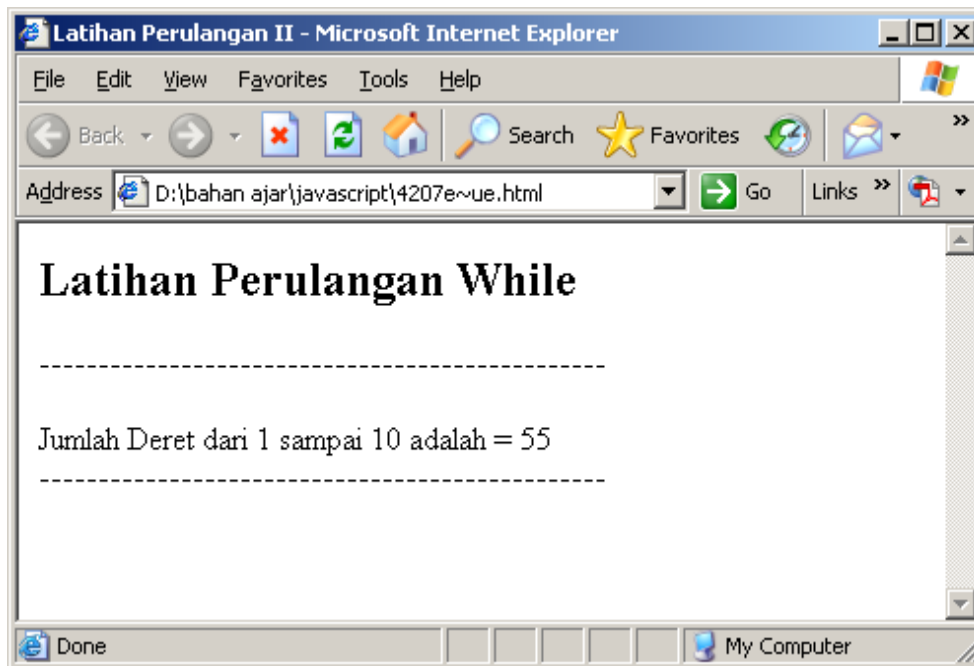 Latihan Perulangan II - Microsoft Internet Explorer
File Edit View Favorites Tools Help
Back Search Favorites »
Address D:\bahan ajar\javascript\4207e~ue.html Go Links »
Latihan Perulangan While
------------------------------------------------
Jumlah Deret dari 1 sampai 10 adalah = 55
------------------------------------------------
Done My Computer